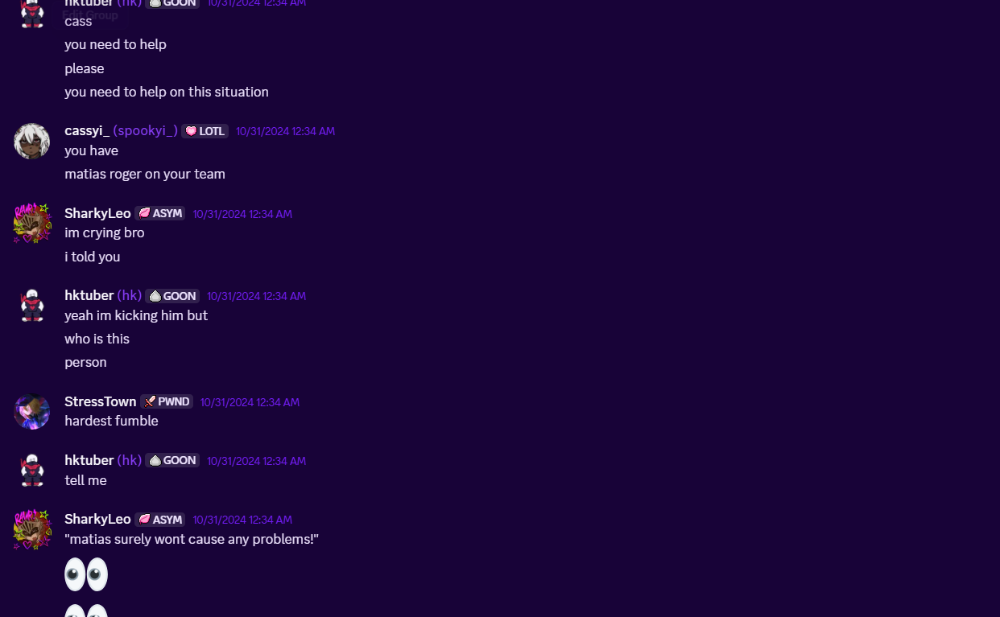 hktuber (hk) GOON 10/31/2024 12:34 AM
Edit Group
cass
you need to help
please
you need to help on this situation
cassyi_ (spookyi_) LOTL 10/31/2024 12:34 AM
you have
matias roger on your team
SharkyLeo ASYM 10/31/2024 12:34 AM
im crying bro
i told you
hktuber (hk) GOON 10/31/2024 12:34 AM
yeah im kicking him but
who is this
person
StressTown PWND 10/31/2024 12:34 AM
hardest fumble
hktuber (hk) GOON 10/31/2024 12:34 AM
tell me
SharkyLeo ASYM 10/31/2024 12:34 AM
"matias surely wont cause any problems!"